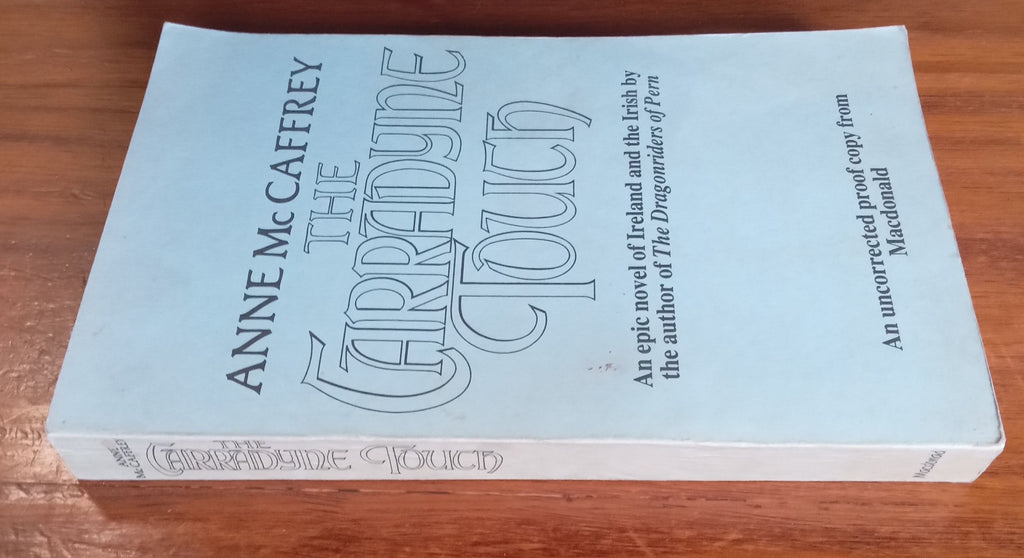 ANNE McCAFFREY
THE
CARRADYNE
TOUCH
An epic novel of Ireland and the Irish by
the author of The Dragonriders of Pern
An uncorrected proof copy from
Macdonald
ANNE
McCAFFREY
THE
CARRADYNE TOUCH
Macdonald